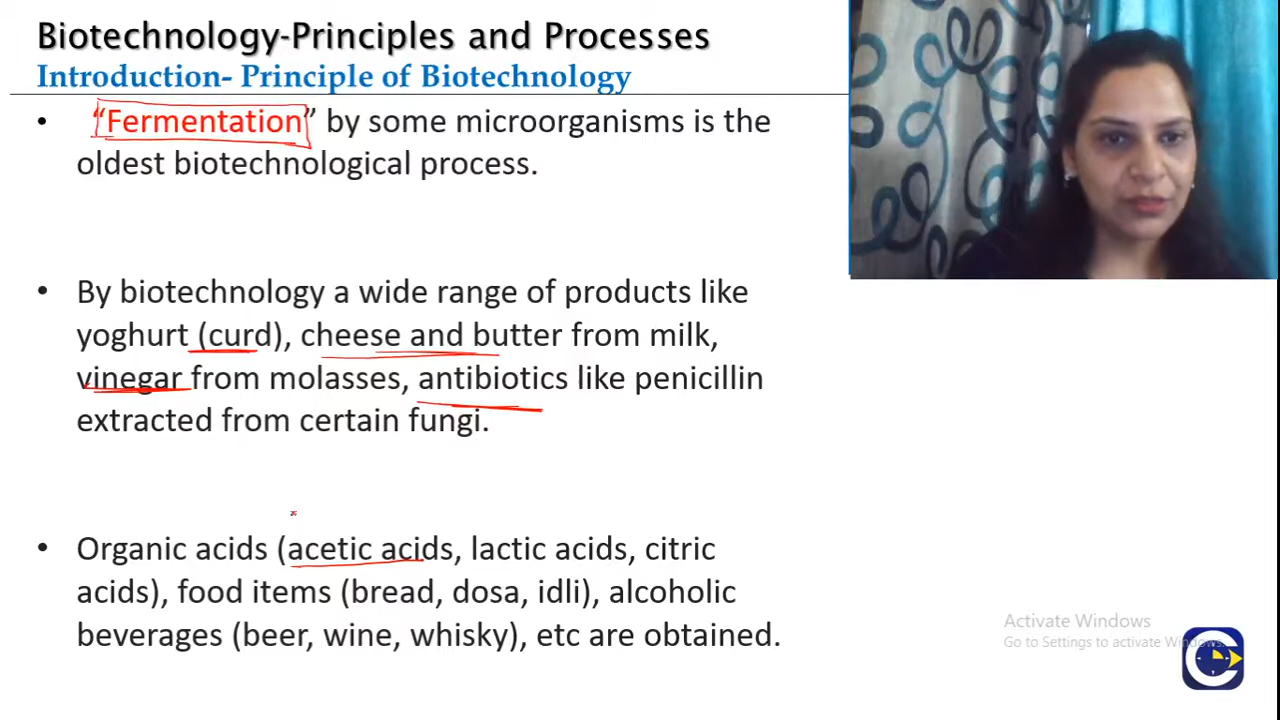 Biotechnology-Principles and Processes
Introduction- Principle of Biotechnology
• “Fermentation” by some microorganisms is the
oldest biotechnological process.
• By biotechnology a wide range of products like
yoghurt (curd), cheese and butter from milk,
vinegar from molasses, antibiotics like penicillin
extracted from certain fungi.
• Organic acids (acetic acids, lactic acids, citric
acids), food items (bread, dosa, idli), alcoholic
beverages (beer, wine, whisky), etc are obtained.
Activate Windows
Go to Settings to activate Windows.